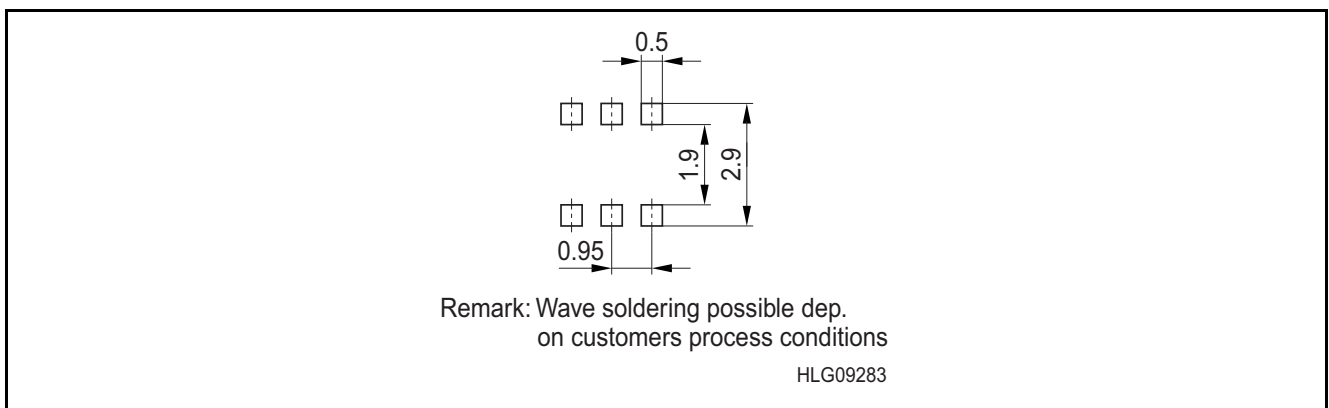 0.5
1.9
2.9
0.95
Remark: Wave soldering possible dep.
on customers process conditions
HLG09283